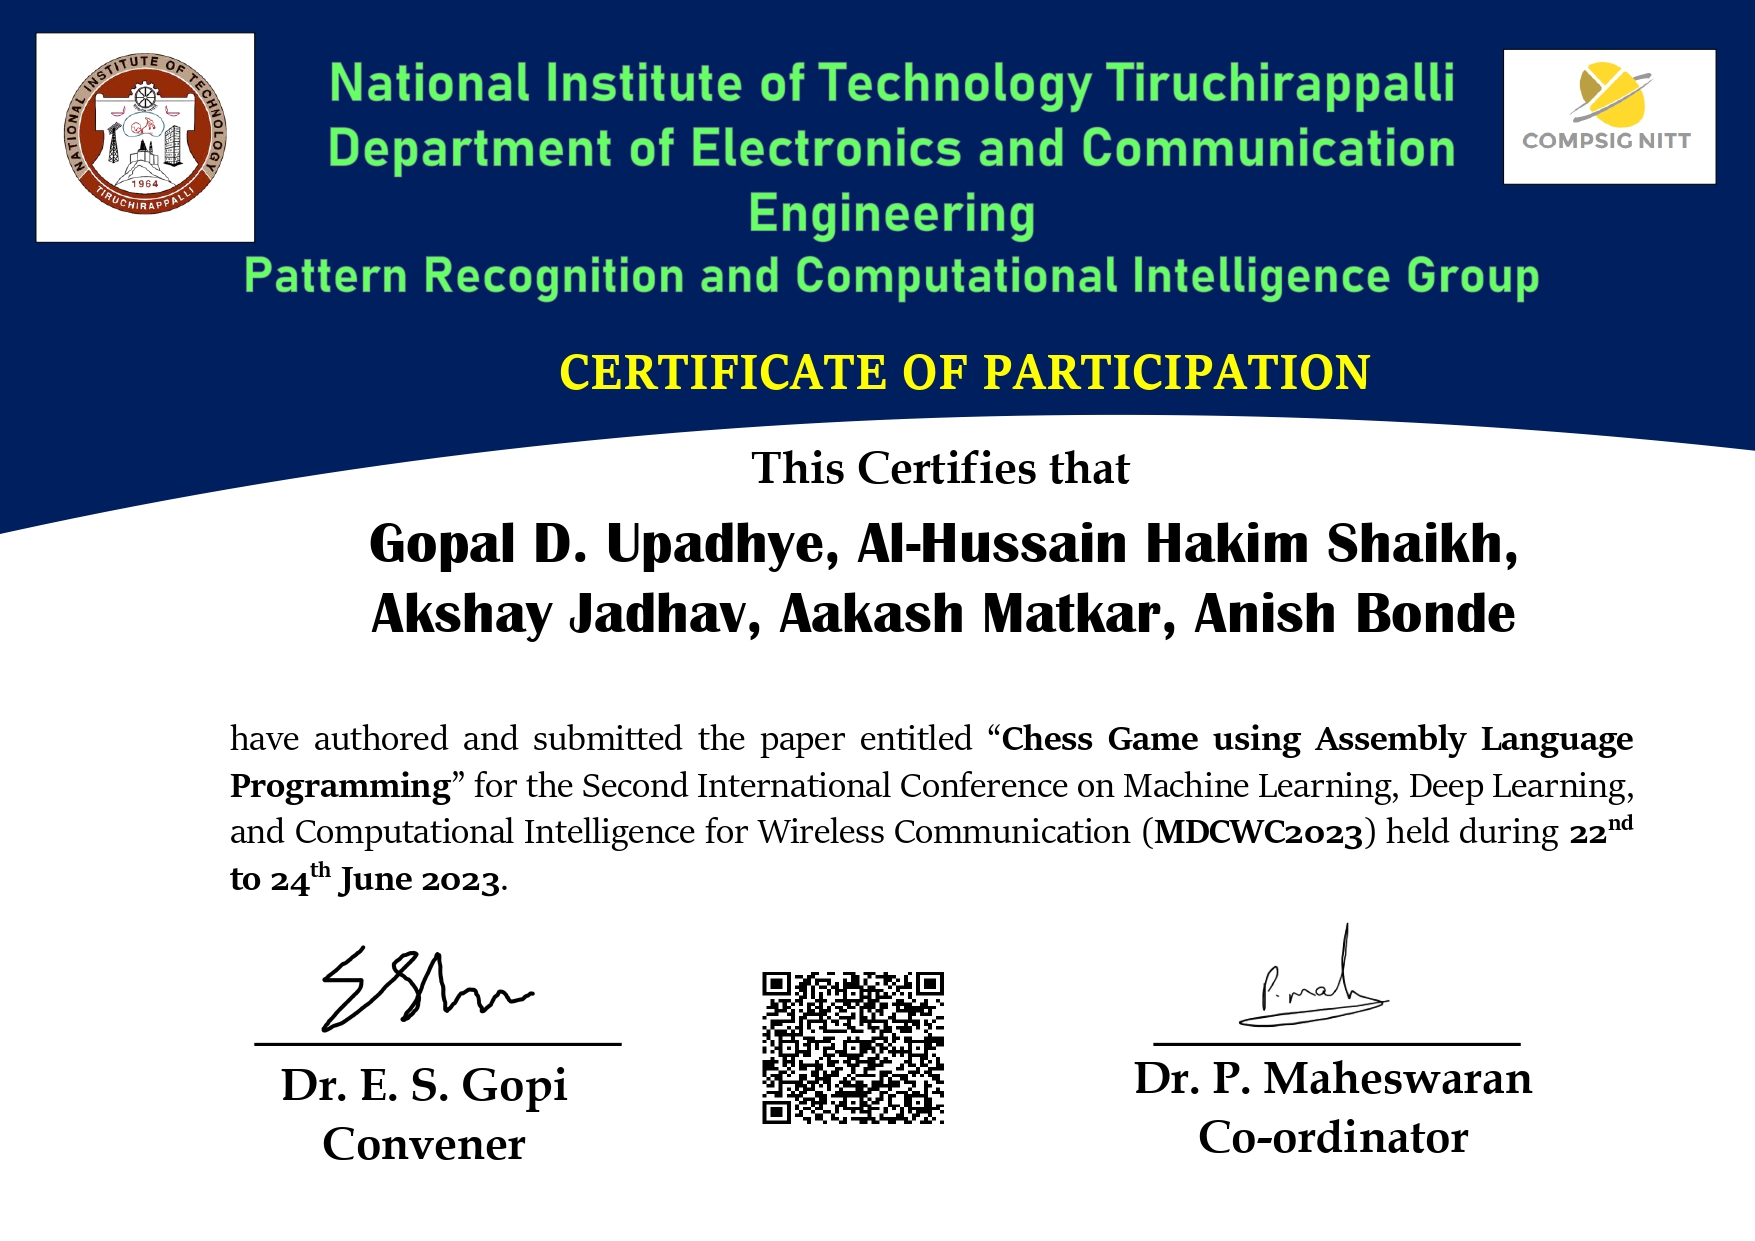 NATIONAL INSTITUTE OF TECHNOLOGY
1964
TIRUCHIRAPPALLI
COMPSIG NITT
National Institute of Technology Tiruchirappalli
Department of Electronics and Communication
Engineering
Pattern Recognition and Computational Intelligence Group
CERTIFICATE OF PARTICIPATION
This Certifies that
Gopal D. Upadhye, Al-Hussain Hakim Shaikh,
Akshay Jadhav, Aakash Matkar, Anish Bonde
have authored and submitted the paper entitled “Chess Game using Assembly Language
Programming” for the Second International Conference on Machine Learning, Deep Learning,
and Computational Intelligence for Wireless Communication (MDCWC2023) held during 22nd
to 24th June 2023.
P. mah
Dr. E. S. Gopi
Convener
Dr. P. Maheswaran
Co-ordinator